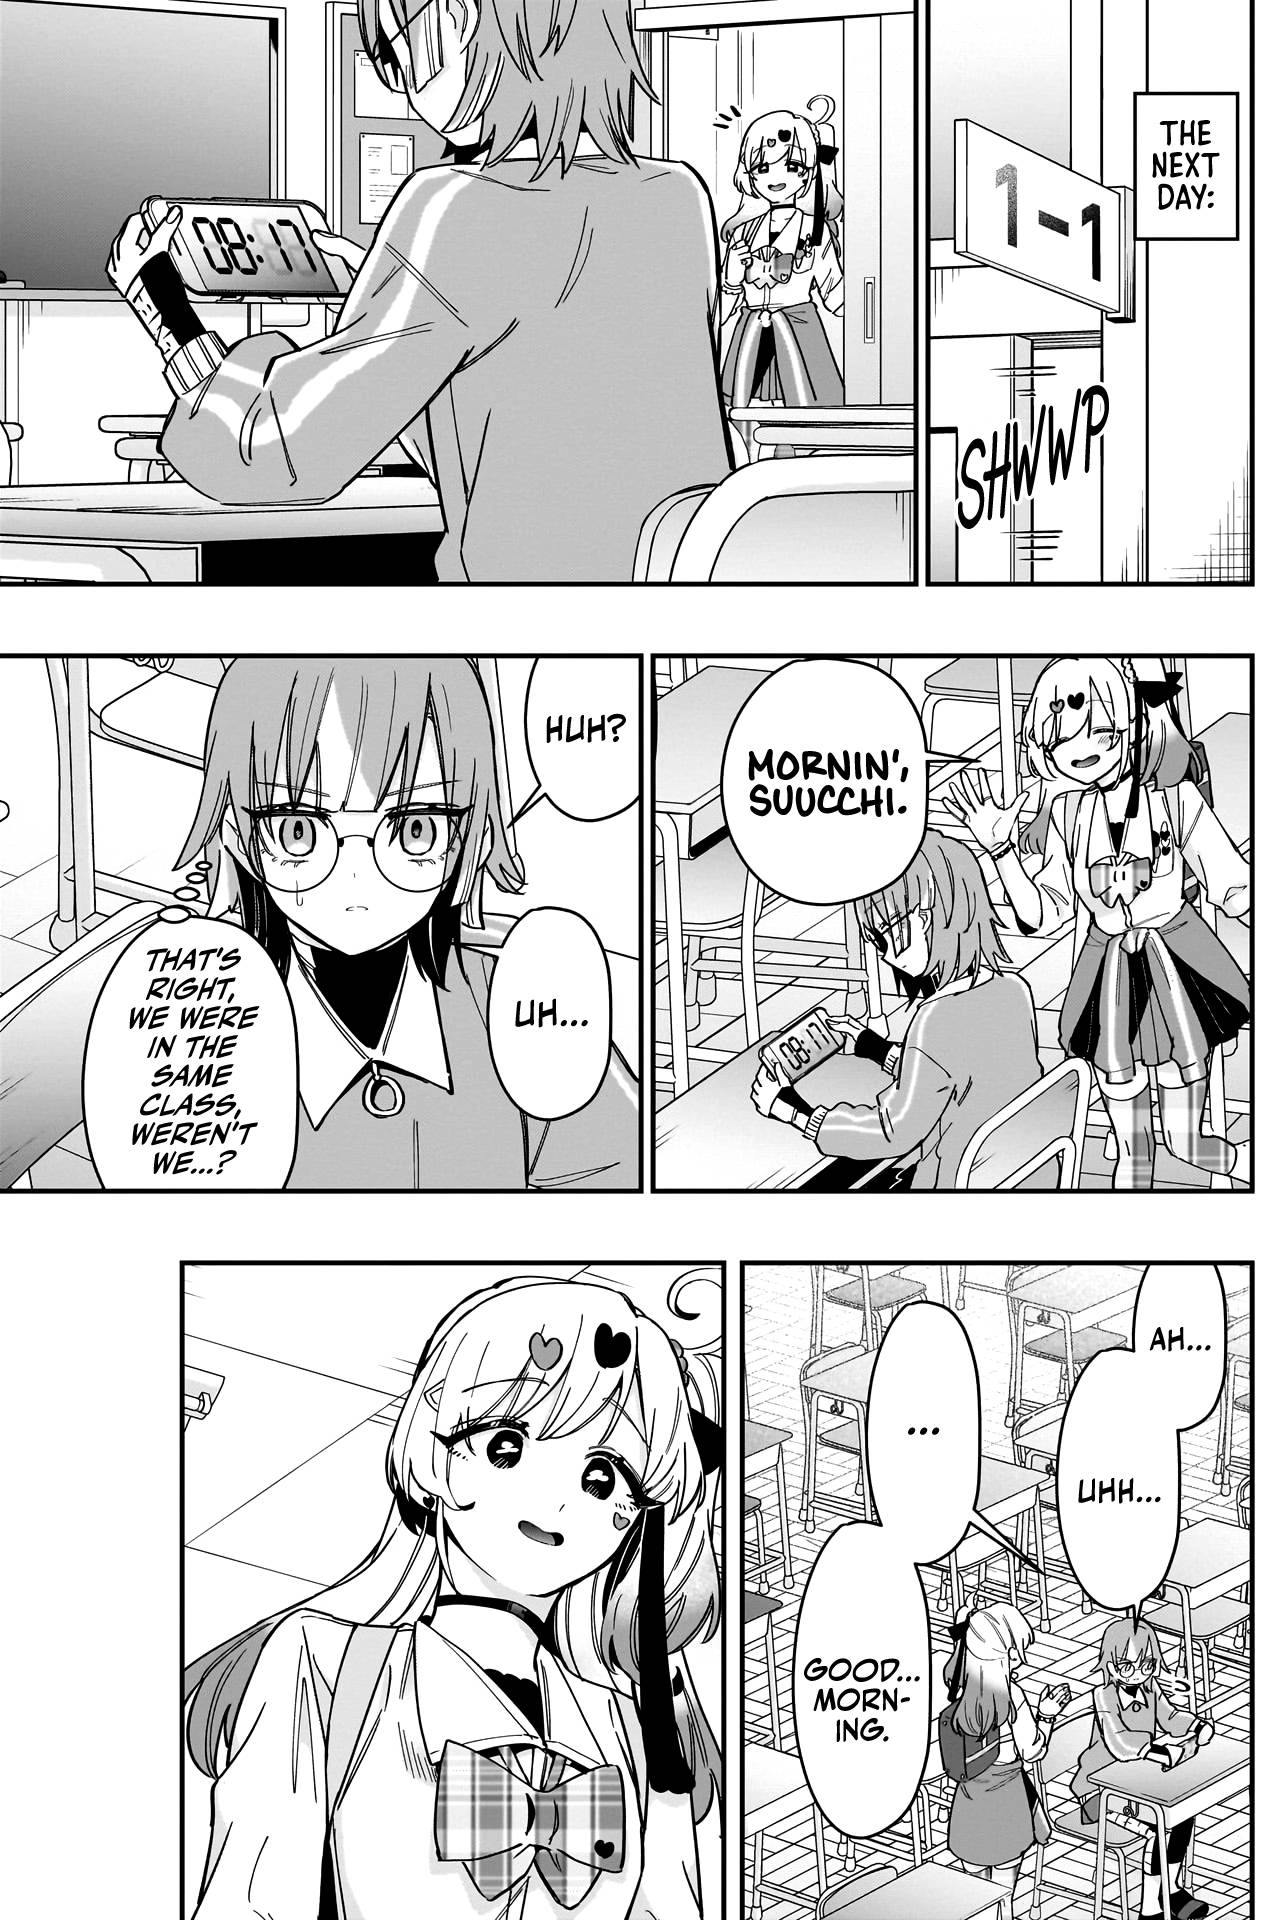 THE
NEXT
DAY:
1-1
SHWWP
08:17
MORNIN',
SUUCCHI.
08:17
HUH?
UH...
THAT'S
RIGHT,
WE WERE
IN THE
SAME
CLASS,
WEREN'T
WE...?
AH...
UHH...
...
GOOD...
MORN-
ING.